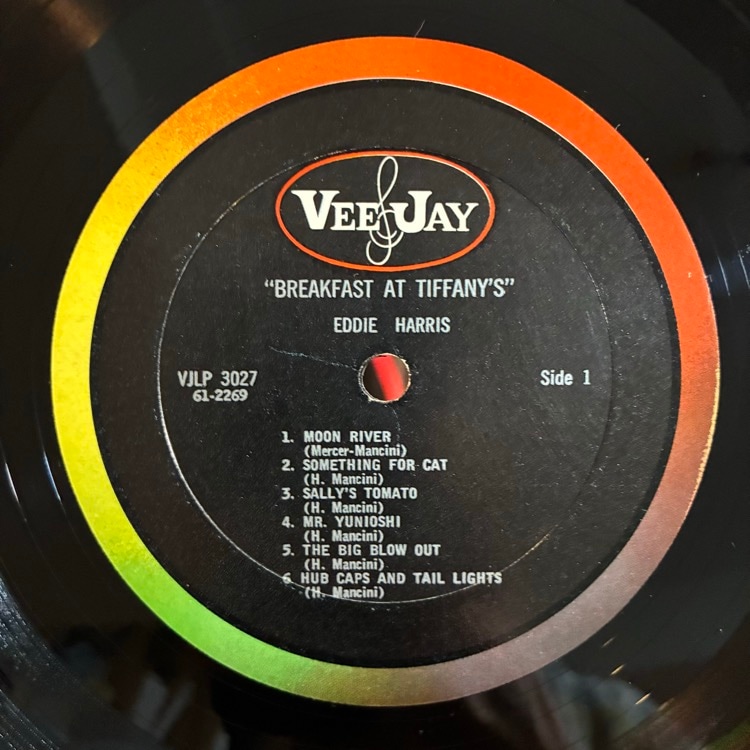 VEE JAY
"BREAKFAST AT TIFFANY'S"
EDDIE HARRIS
VJLP 3027
61-2269
Side 1
1. MOON RIVER
(Mercer-Mancini)
2. SOMETHING FOR CAT
(H. Mancini)
3. SALLY'S TOMATO
(H. Mancini)
4. MR. YUNIOSHI
(H. Mancini)
5. THE BIG BLOW OUT
(H. Mancini)
6 HUB CAPS AND TAIL LIGHTS
(H. Mancini)